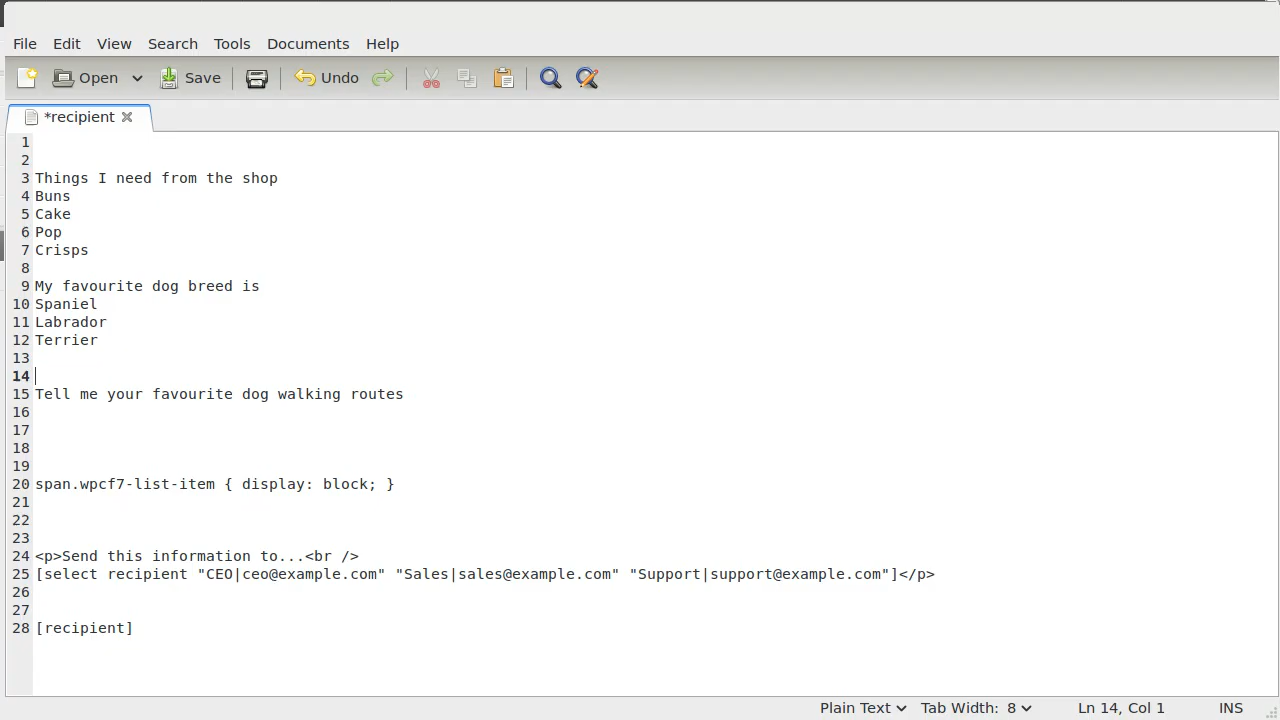 File Edit View Search Tools Documents Help
Open Save Undo
*recipient
1
2
3 Things I need from the shop
4 Buns
5 Cake
6 Pop
7 Crisps
8
9 My favourite dog breed is
10 Spaniel
11 Labrador
12 Terrier
13
14
15 Tell me your favourite dog walking routes
16
17
18
19
20 span.wpcf7-list-item { display: block; }
21
22
23
24 <p>Send this information to...<br />
25 [select recipient "CEO|ceo@example.com" "Sales|sales@example.com" "Support|support@example.com"]</p>
26
27
28 [recipient]
Plain Text Tab Width: 8 Ln 14, Col 1 INS